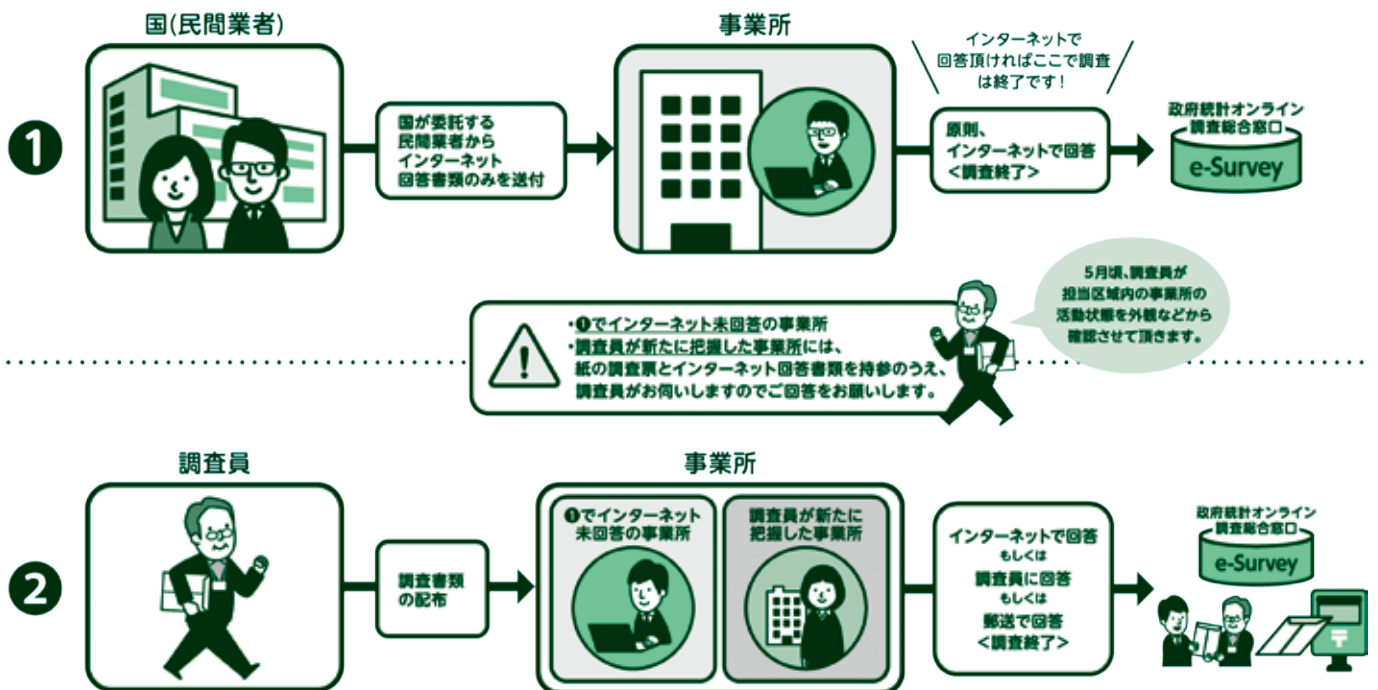 国(民間業者)
事業所
インターネットで
回答頂ければここで調査
は終了です！
❶
国が委託する
民間業者から
インターネット
回答書類のみを送付
原則、
インターネットで回答
<調査終了>
政府統計オンライン
調査総合窓口
e-Survey
5月頃、調査員が
担当区域内の事業所の
活動状態を外観などから
確認させて頂きます。
・❶でインターネット未回答の事業所
・調査員が新たに把握した事業所には、
紙の調査票とインターネット回答書類を持参のうえ、
調査員がお伺いしますのでご回答をお願いします。
調査員
事業所
❷
調査書類
の配布
❶でインターネット
未回答の事業所
調査員が新たに
把握した事業所
インターネットで回答
もしくは
調査員に回答
もしくは
郵送で回答
<調査終了>
政府統計オンライン
調査総合窓口
e-Survey
〒